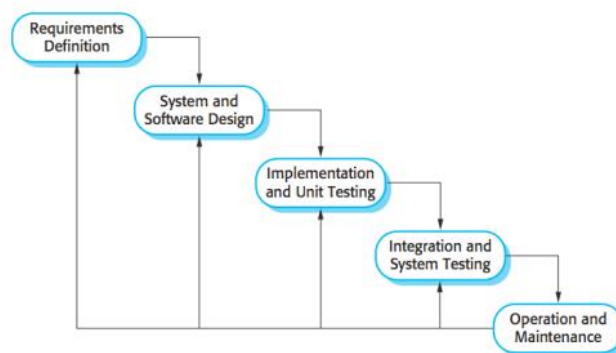 Requirements
Definition
System and
Software Design
Implementation
and Unit Testing
Integration and
System Testing
Operation and
Maintenance